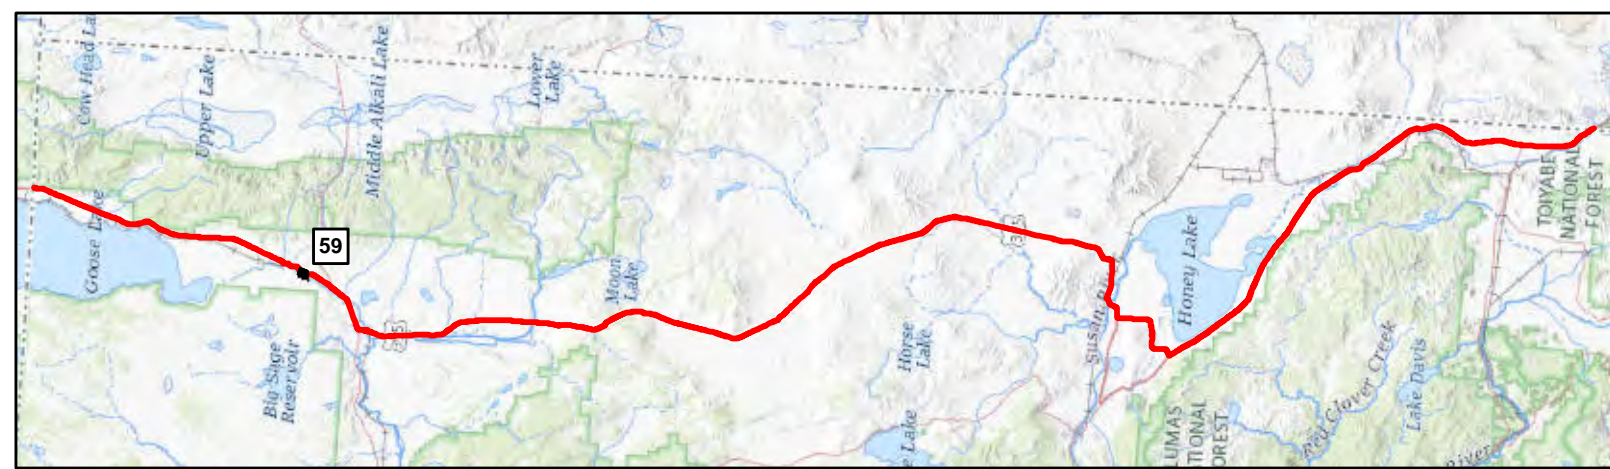 Cow Head La
Upper Lake
Middle Alkali Lake
Lower
Lake
Goose Lake
59
Moon
Lake
Big Sage
Reservoir
395
395
Horse
Lake
e Lake
Susan
Honey Lake
LUMAS
TIONAL
OREST
Red Clover Creek
Lake Davis
River
TOIYABE
NATIONAL
FOREST